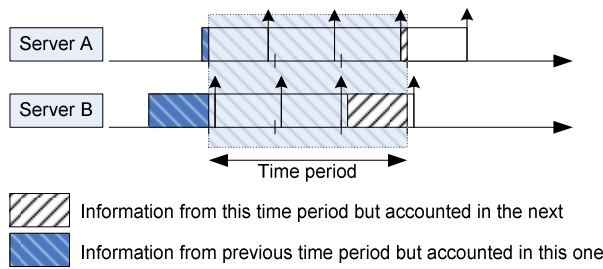 Server A
Server B
Time period
Information from this time period but accounted in the next
Information from previous time period but accounted in this one